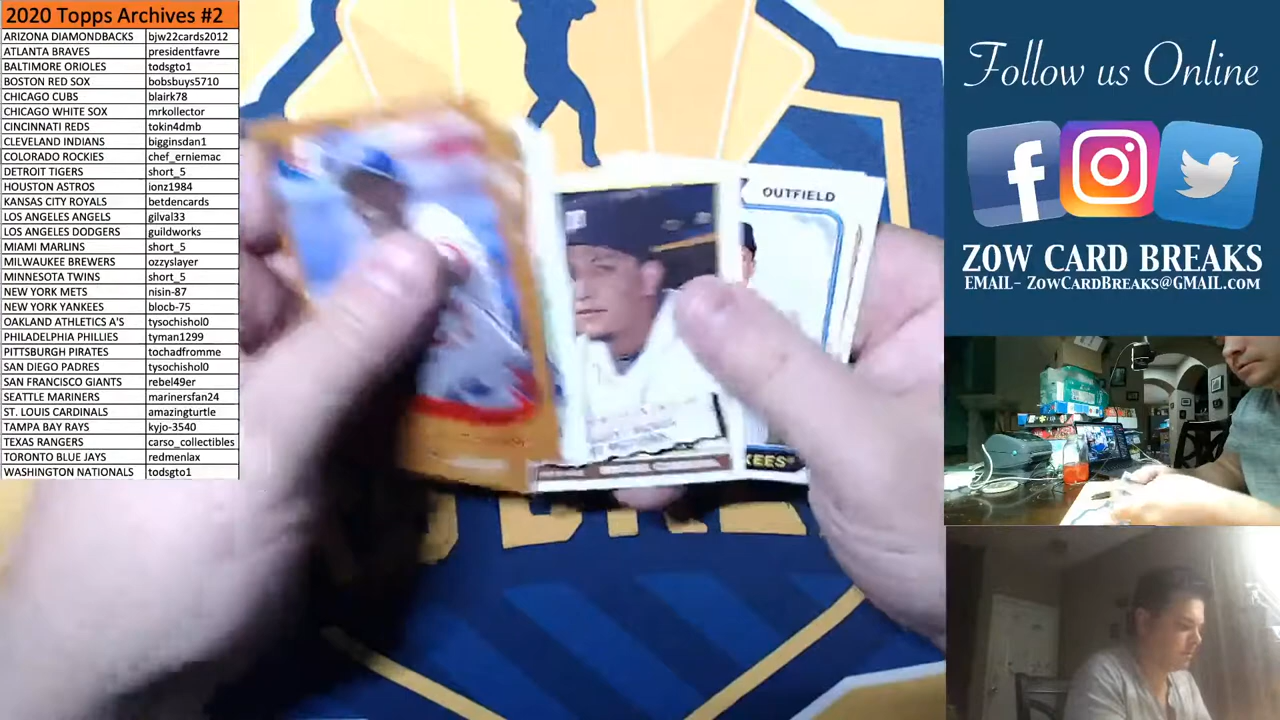 2020 Topps Archives #2
ARIZONA DIAMONDBACKS bjw22cards2012
ATLANTA BRAVES presidentfavre
BALTIMORE ORIOLES todsgto1
BOSTON RED SOX bobsbuys5710
CHICAGO CUBS blairk78
CHICAGO WHITE SOX mrkollector
CINCINNATI REDS tokin4dmb
CLEVELAND INDIANS bigginsdan1
COLORADO ROCKIES chef_erniemac
DETROIT TIGERS short_5
HOUSTON ASTROS ionz1984
KANSAS CITY ROYALS betdencards
LOS ANGELES ANGELS gilval33
LOS ANGELES DODGERS guildworks
MIAMI MARLINS short_5
MILWAUKEE BREWERS ozzyslayer
MINNESOTA TWINS short_5
NEW YORK METS nisin-87
NEW YORK YANKEES biocb-75
OAKLAND ATHLETICS A'S tysochishol0
PHILADELPHIA PHILLIES tyman1299
PITTSBURGH PIRATES tochadfromme
SAN DIEGO PADRES tysochishol0
SAN FRANCISCO GIANTS rebel49er
SEATTLE MARINERS marinersfan24
ST. LOUIS CARDINALS amazingturtle
TAMPA BAY RAYS kyjo-3540
TEXAS RANGERS carso_collectibles
TORONTO BLUE JAYS redmenlax
WASHINGTON NATIONALS todsgto1
OUTFIELD
KEES
Follow us Online
ZOW CARD BREAKS
EMAIL- ZOWCARDBREAKS@GMAIL.COM